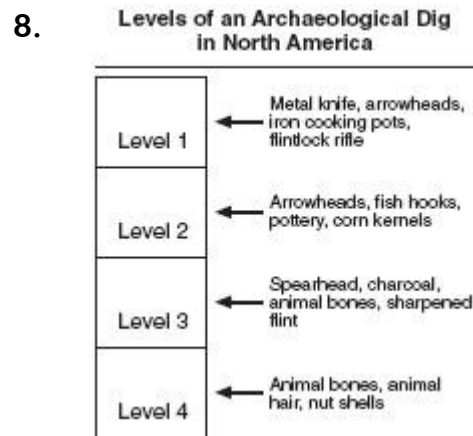 8.
Levels of an Archaeological Dig
in North America
Level 1
Metal knife, arrowheads,
iron cooking pots,
flintlock rifle
Level 2
Arrowheads, fish hooks,
pottery, corn kernels
Level 3
Spearhead, charcoal,
animal bones, sharpened
flint
Level 4
Animal bones, animal
hair, nut shells